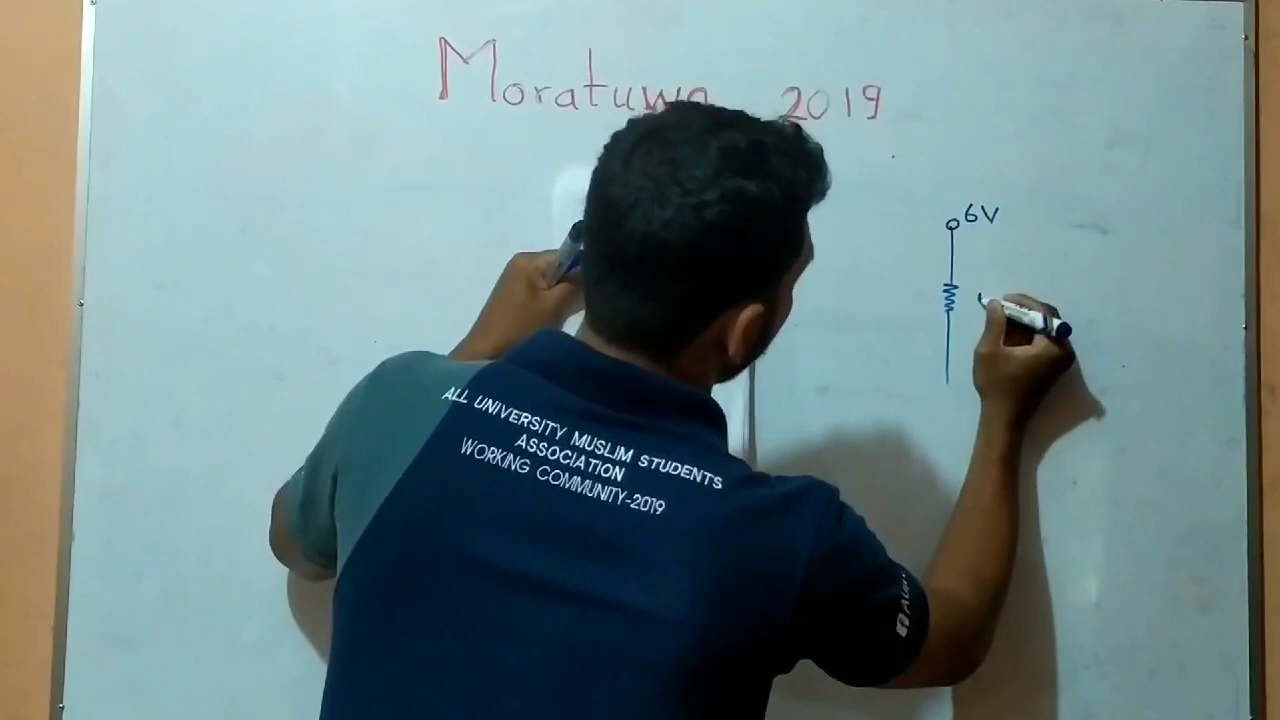 Moratuwa 2019
6V
ALL UNIVERSITY MUSLIM STUDENTS
ASSOCIATION
WORKING COMMUNITY-2019